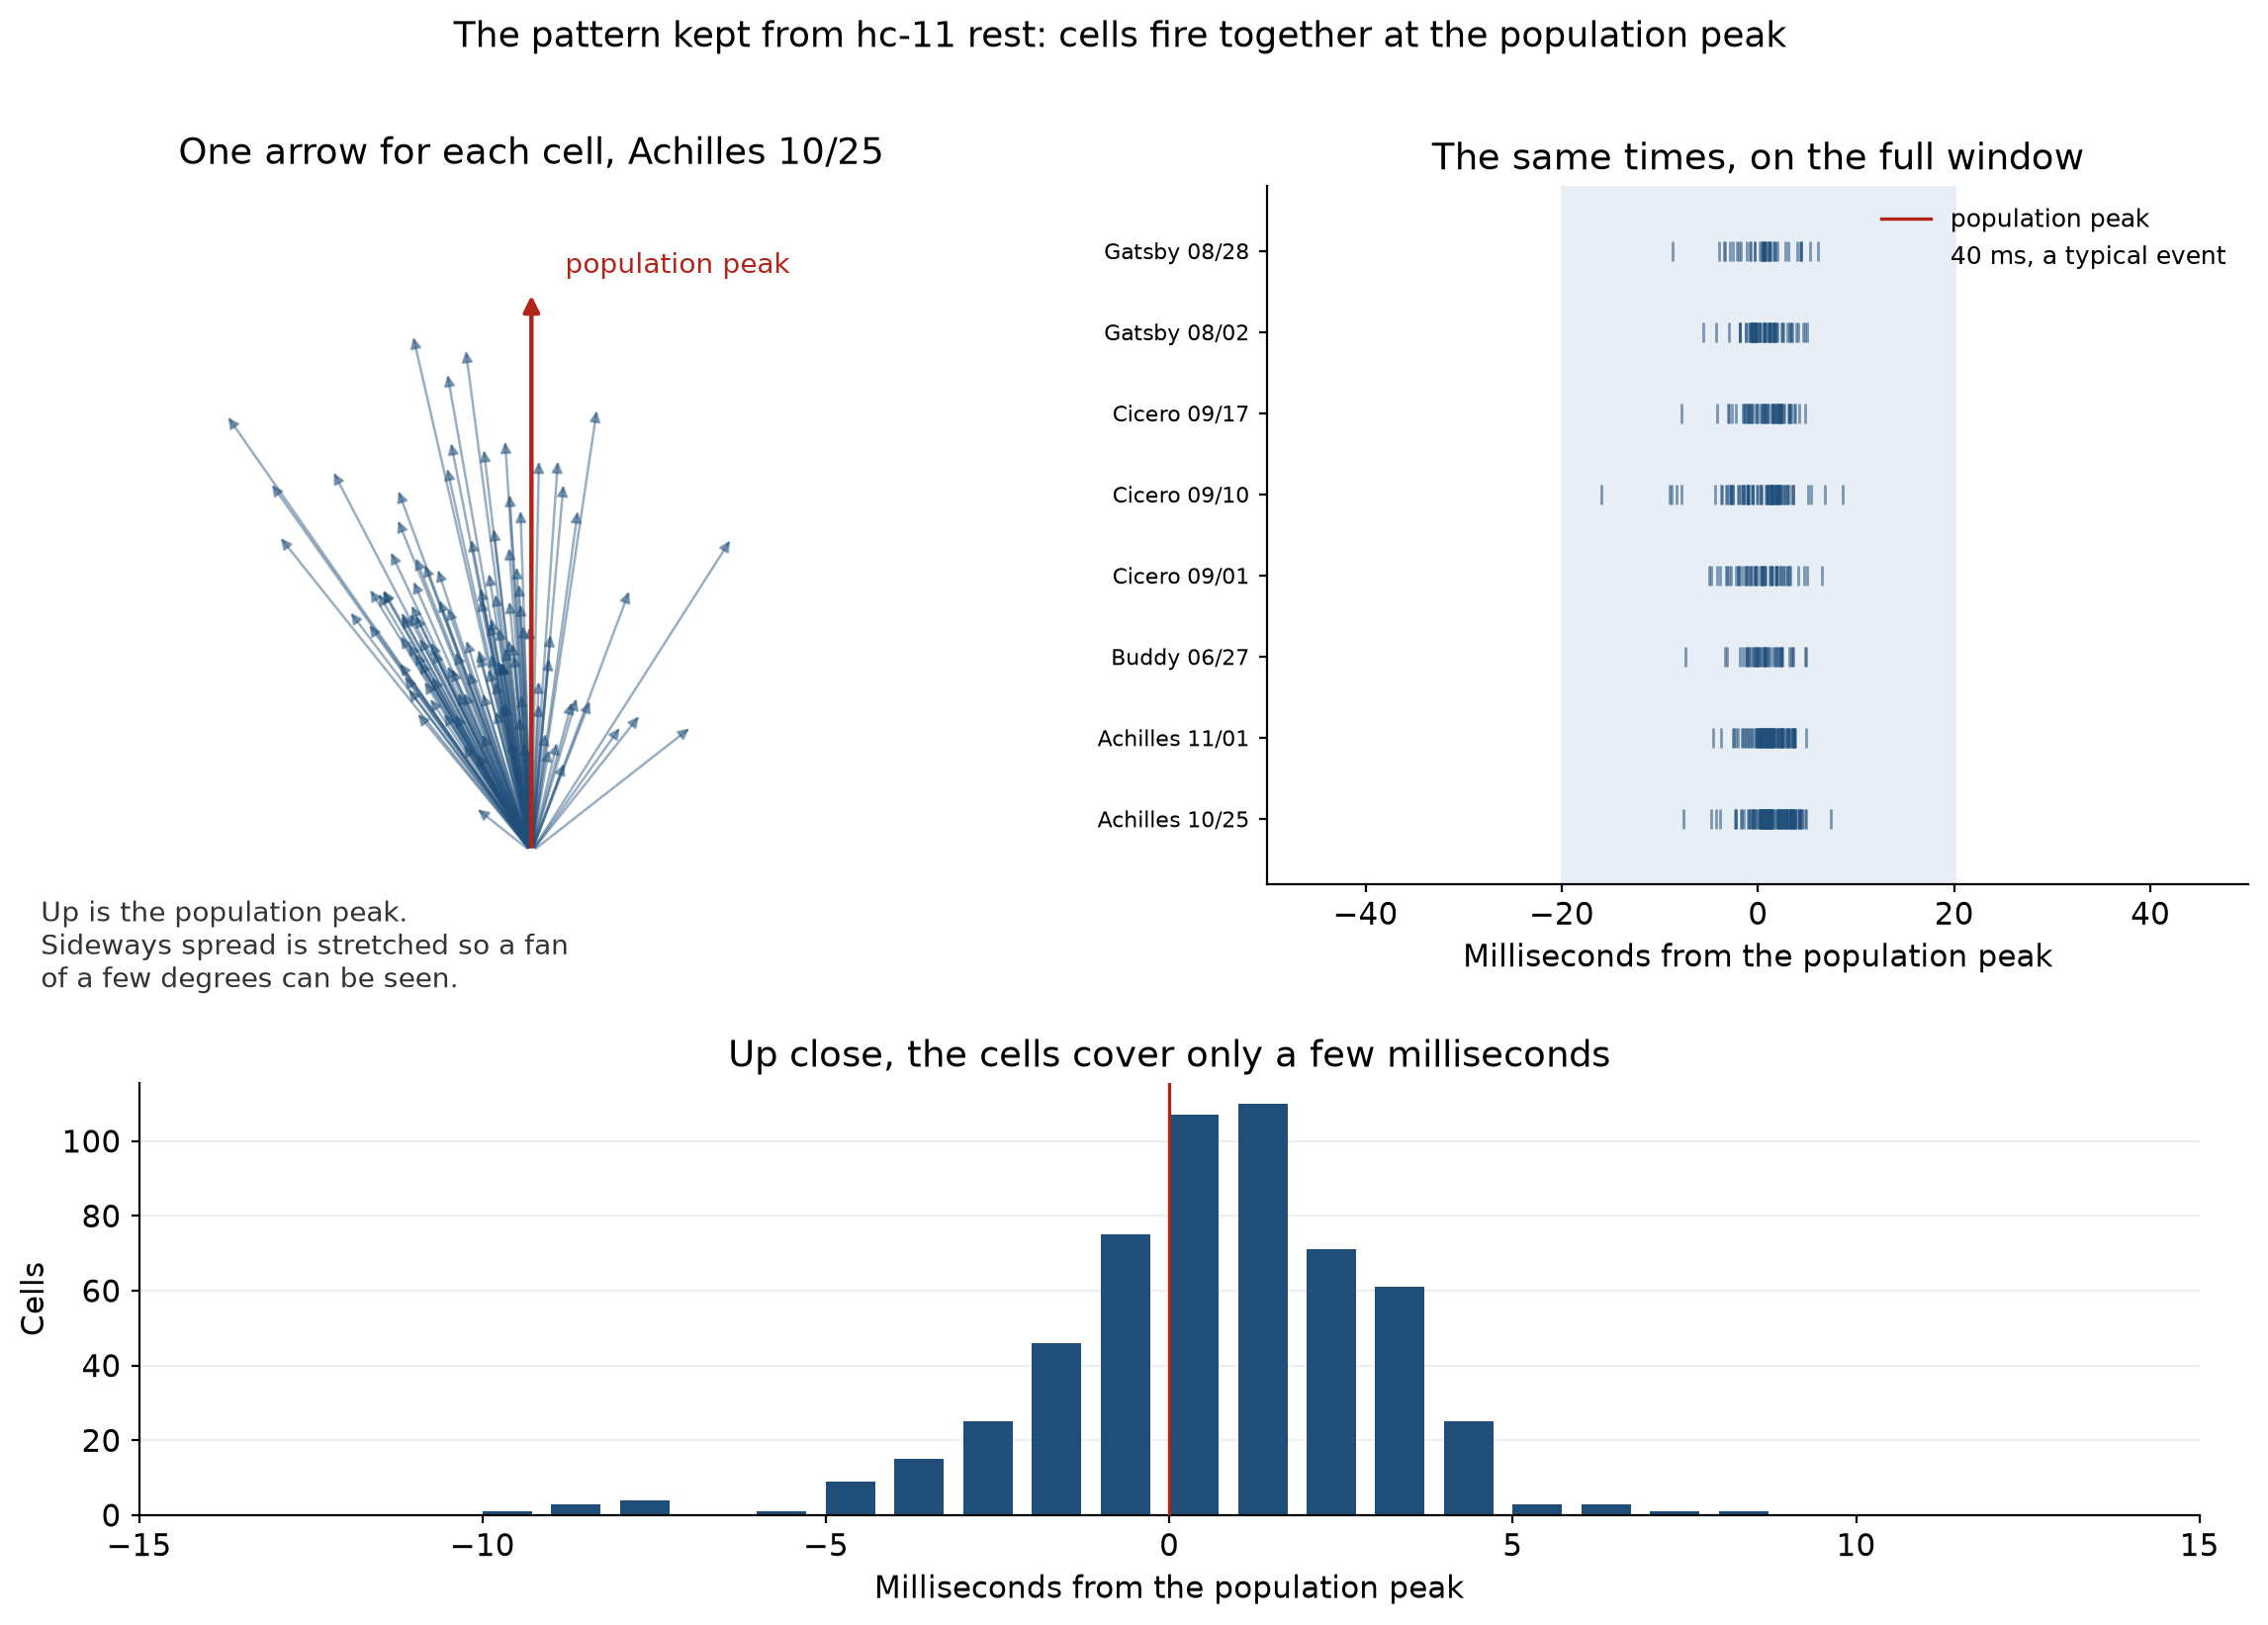 The pattern kept from hc-11 rest: cells fire together at the population peak
One arrow for each cell, Achilles 10/25
population peak
Up is the population peak.
Sideways spread is stretched so a fan
of a few degrees can be seen.
The same times, on the full window
population peak
40 ms, a typical event
Gatsby 08/28
Gatsby 08/02
Cicero 09/17
Cicero 09/10
Cicero 09/01
Buddy 06/27
Achilles 11/01
Achilles 10/25
−40 −20 0 20 40
Milliseconds from the population peak
Up close, the cells cover only a few milliseconds
Cells
100
80
60
40
20
0
−15 −10 −5 0 5 10 15
Milliseconds from the population peak